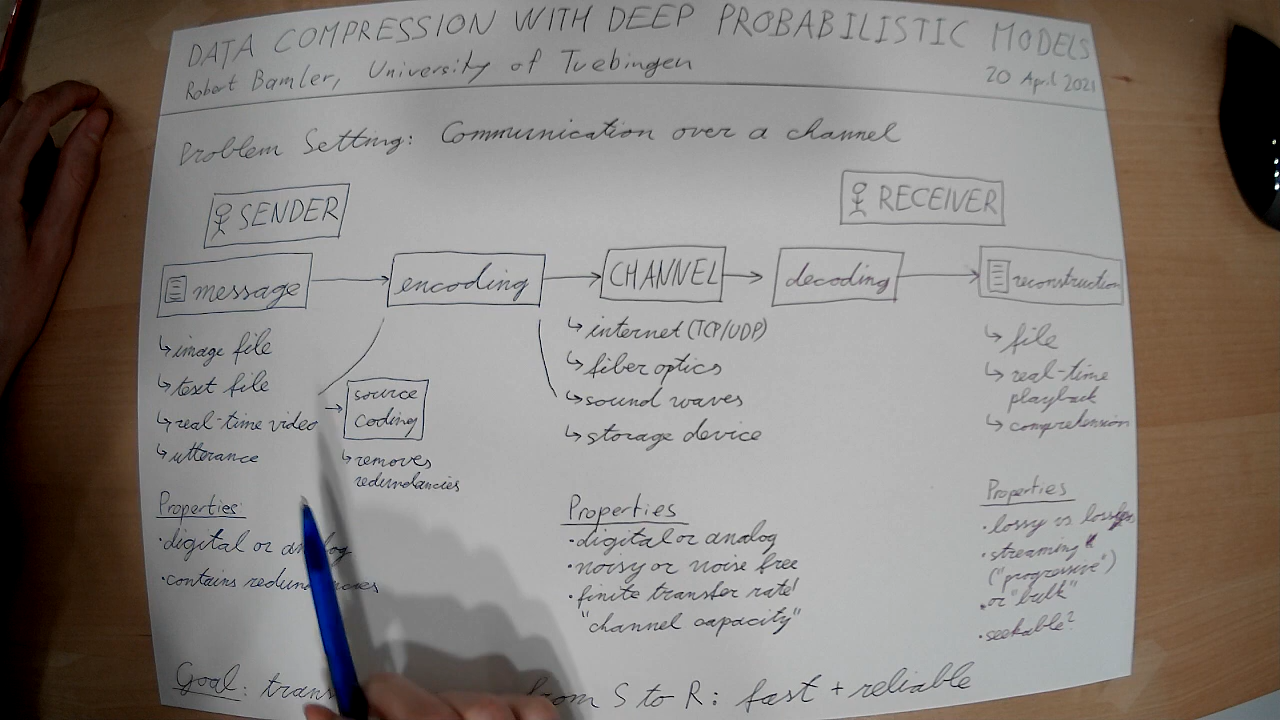 DATA COMPRESSION WITH DEEP PROBABILISTIC MODELS
Robert Bamler, University of Tuebingen
20 April 2021
Problem Setting: Communication over a channel
SENDER
RECEIVER
message
encoding
CHANNEL
decoding
reconstruction
↳ image file
↳ text file
↳ real-time video
↳ utterance
source
coding
↳ removes
redundancies
↳ internet (TCP/UDP)
↳ fiber optics
↳ sound waves
↳ storage device
↳ file
↳ real-time
playback
↳ comprehension
Properties:
· digital or analog
· contains redundancies
Properties
· digital or analog
· noisy or noise free
· finite transfer rate
"channel capacity"
Properties
· lossy vs lossless
· streaming"
("progressive")
· or "bulk"
· seekable?
Goal: from S to R: fast + reliable